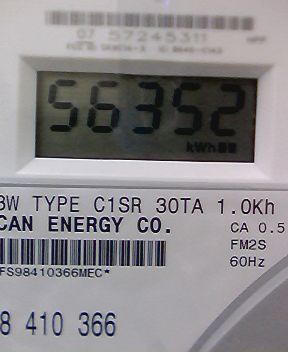 07 57245311
56352
kWh
3W TYPE C1SR 30TA 1.0Kh
CAN ENERGY CO.
CA 0.5
FM2S
60Hz
FS98410366MEC*
8 410 366